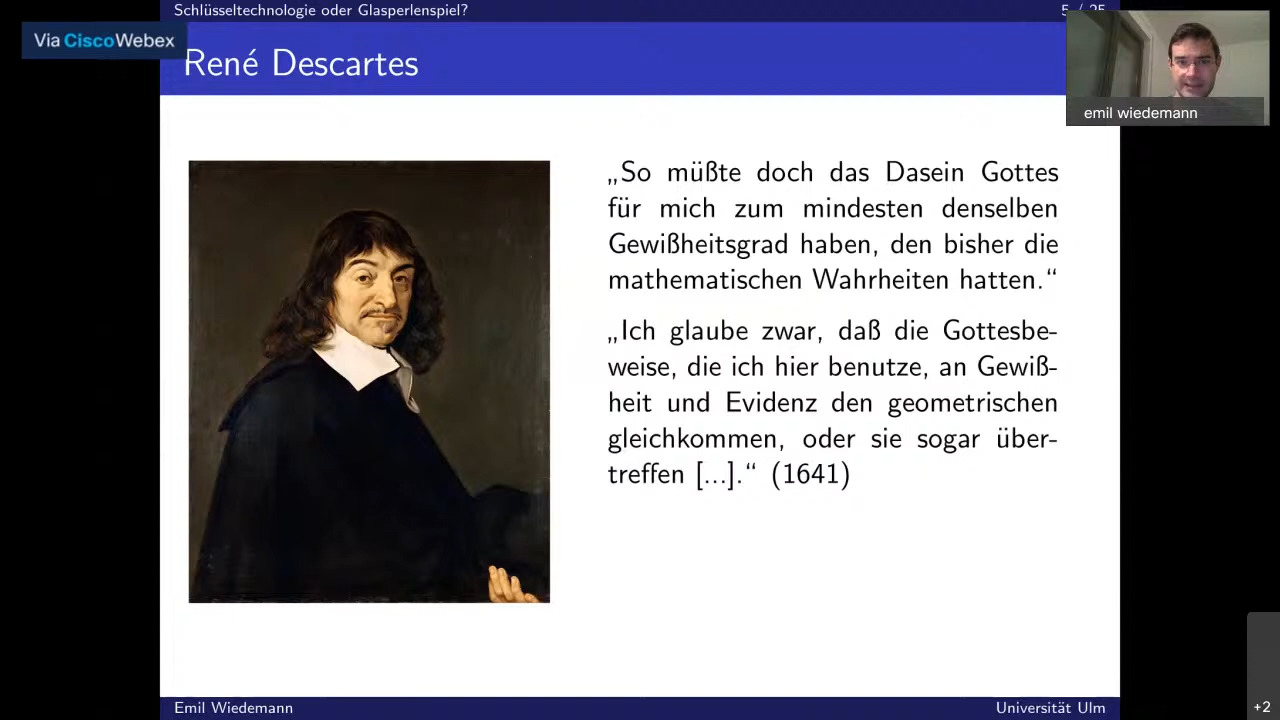 Schlüsseltechnologie oder Glasperlenspiel?
5 / 25
Via CiscoWebex
René Descartes
emil wiedemann
„So müßte doch das Dasein Gottes
für mich zum mindesten denselben
Gewißheitsgrad haben, den bisher die
mathematischen Wahrheiten hatten.“
„Ich glaube zwar, daß die Gottesbe-
weise, die ich hier benutze, an Gewiß-
heit und Evidenz den geometrischen
gleichkommen, oder sie sogar über-
treffen [...].“ (1641)
Emil Wiedemann
Universität Ulm
+2